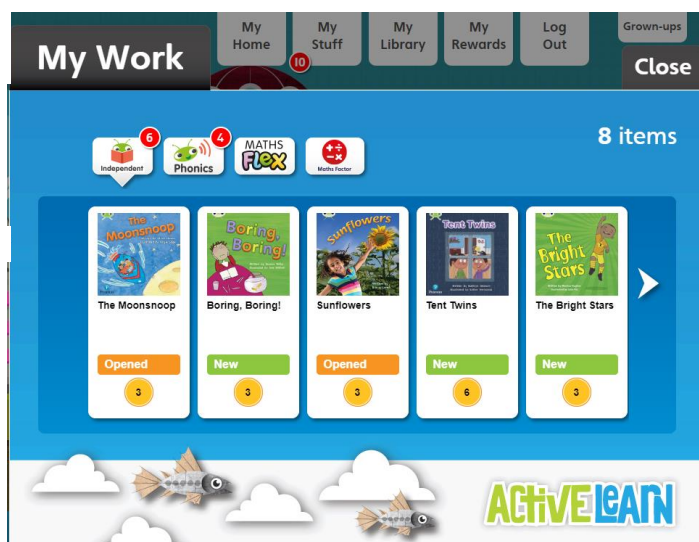 My Work
My Home
My Stuff
My Library
My Rewards
Log Out
Grown-ups
Close
10
8 items
6
Independent
4
Phonics
MATHS
FLEX
Maths Factor
The Moonsnoop
Boring, Boring!
Sunflowers
Tent Twins
The Bright Stars
The Moonsnoop
Boring, Boring!
Sunflowers
Tent Twins
The Bright Stars
Opened
New
Opened
New
New
3
3
3
6
3
ACTIVELEARN